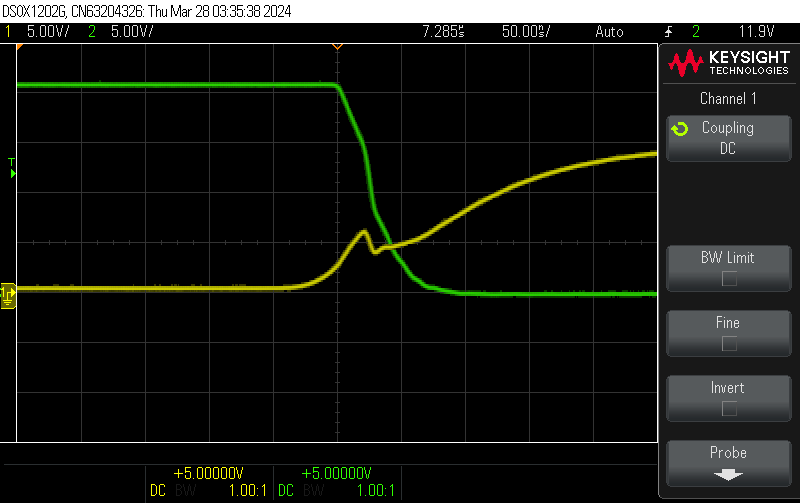 DSOX1202G, CN63204326: Thu Mar 28 03:35:38 2024
1 5.00V/ 2 5.00V/ 7.285s 50.00s/ Auto 2 11.9V
KEYSIGHT
TECHNOLOGIES
Channel 1
Coupling
DC
T
BW Limit
Fine
Invert
Probe
+5.00000V +5.00000V
DC BW 1.00:1 DC BW 1.00:1